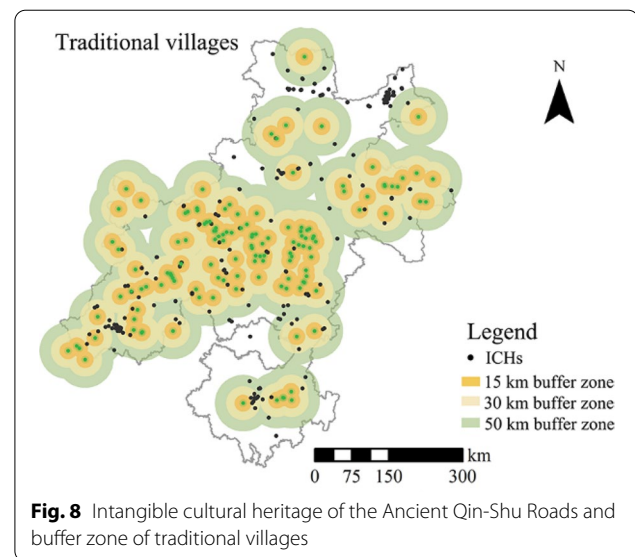 Traditional villages
N
Legend
ICHs
15 km buffer zone
30 km buffer zone
50 km buffer zone
km
0 75 150 300
Fig. 8 Intangible cultural heritage of the Ancient Qin-Shu Roads and
buffer zone of traditional villages